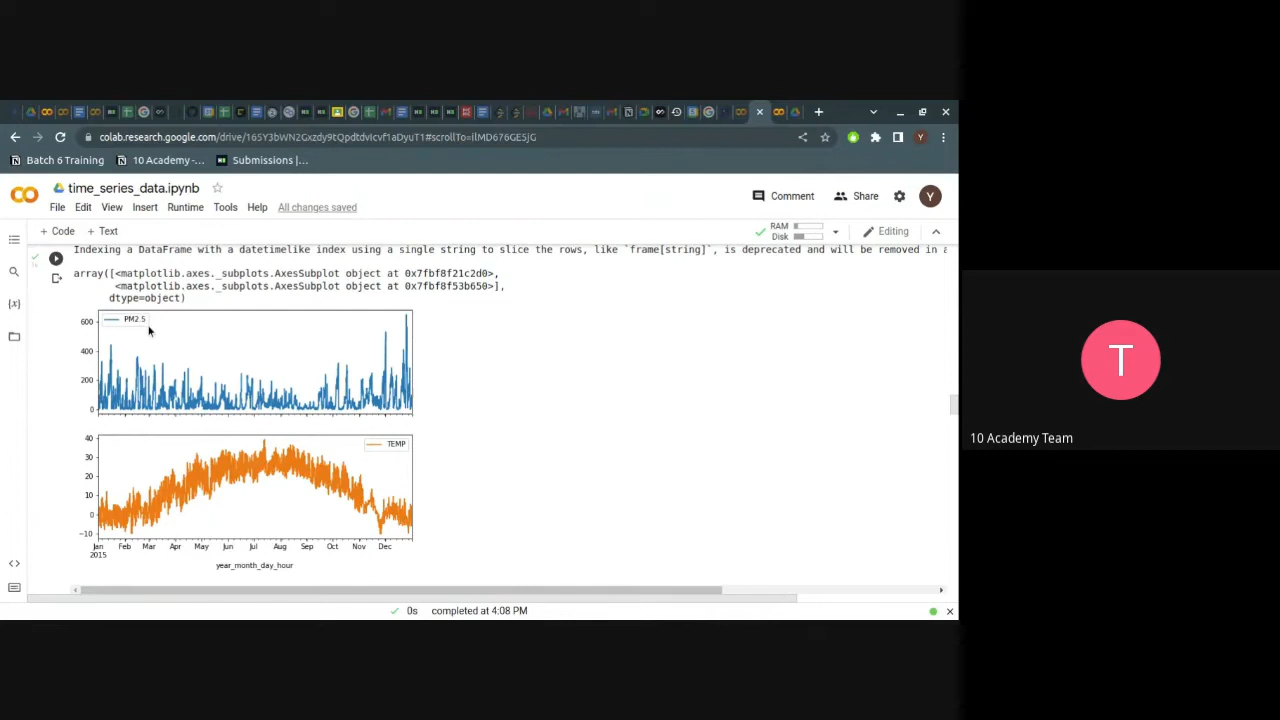 colab.research.google.com/drive/165Y3bWN2Gxzdy9tQpdtdvIcvf1aDyuT1#scrollTo=ilMD676GE5jG
Batch 6 Training
10 Academy -...
Submissions |...
time_series_data.ipynb
Comment
Share
Y
File Edit View Insert Runtime Tools Help All changes saved
+ Code + Text
RAM
Disk
Editing
Indexing a DataFrame with a datetimelike index using a single string to slice the rows, like `frame[string]`, is deprecated and will be removed in a
array([<matplotlib.axes._subplots.AxesSubplot object at 0x7fbf8f21c2d0>,
<matplotlib.axes._subplots.AxesSubplot object at 0x7fbf8f53b650>],
dtype=object)
PM2.5
600
400
200
0
TEMP
40
30
20
10
0
−10
Jan Feb Mar Apr May Jun Jul Aug Sep Oct Nov Dec
2015
year_month_day_hour
0s completed at 4:08 PM
T
10 Academy Team